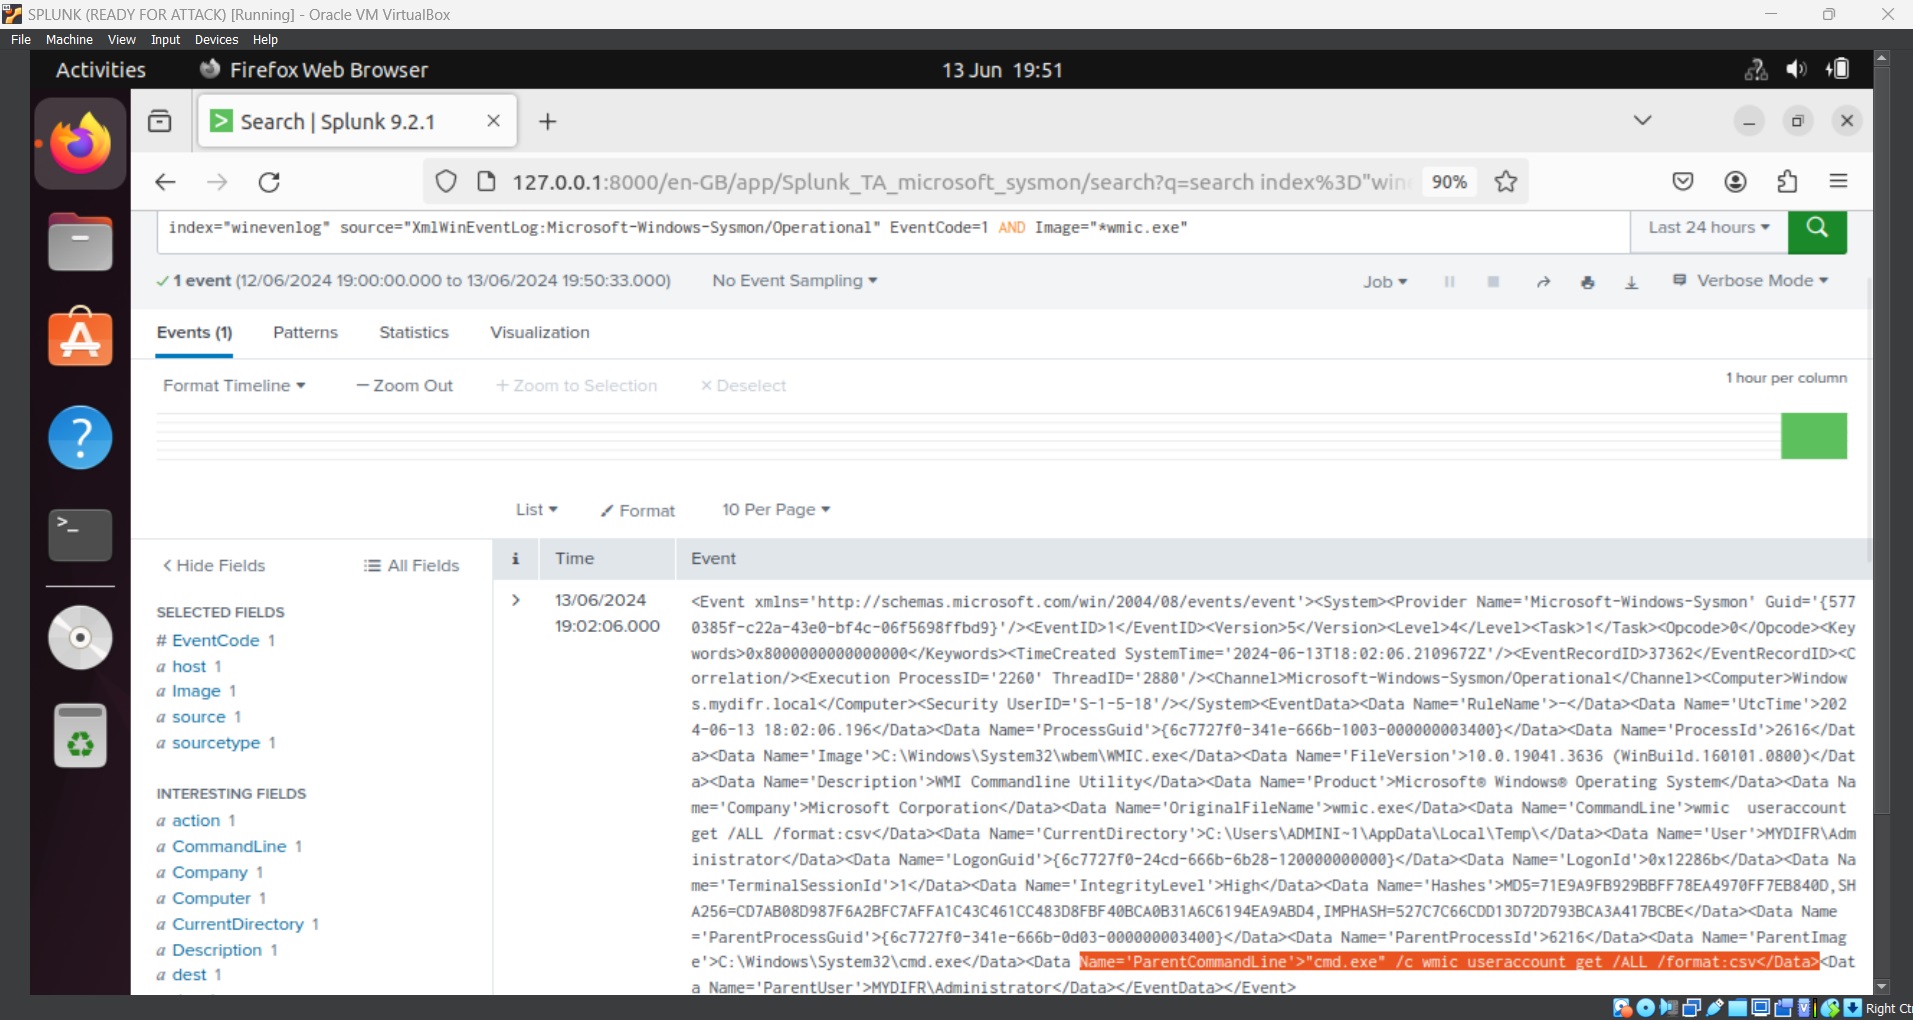 SPLUNK (READY FOR ATTACK) [Running] - Oracle VM VirtualBox
File Machine View Input Devices Help
Activities Firefox Web Browser 13 Jun 19:51
Search | Splunk 9.2.1
127.0.0.1:8000/en-GB/app/Splunk_TA_microsoft_sysmon/search?q=search index%3D"win 90%
index="winevenlog" source="XmlWinEventLog:Microsoft-Windows-Sysmon/Operational" EventCode=1 AND Image="*wmic.exe" Last 24 hours
1 event (12/06/2024 19:00:00.000 to 13/06/2024 19:50:33.000) No Event Sampling Job Verbose Mode
Events (1) Patterns Statistics Visualization
Format Timeline — Zoom Out + Zoom to Selection × Deselect 1 hour per column
List Format 10 Per Page
< Hide Fields All Fields
i Time Event
SELECTED FIELDS
# EventCode 1
a host 1
a Image 1
a source 1
a sourcetype 1
INTERESTING FIELDS
a action 1
a CommandLine 1
a Company 1
a Computer 1
a CurrentDirectory 1
a Description 1
a dest 1
> 13/06/2024
19:02:06.000
<Event xmlns='http://schemas.microsoft.com/win/2004/08/events/event'><System><Provider Name='Microsoft-Windows-Sysmon' Guid='{577
0385f-c22a-43e0-bf4c-06f5698ffbd9}'/><EventID>1</EventID><Version>5</Version><Level>4</Level><Task>1</Task><Opcode>0</Opcode><Key
words>0x8000000000000000</Keywords><TimeCreated SystemTime='2024-06-13T18:02:06.2109672Z'/><EventRecordID>37362</EventRecordID><C
orrelation/><Execution ProcessID='2260' ThreadID='2880'/><Channel>Microsoft-Windows-Sysmon/Operational</Channel><Computer>Window
s.mydifr.local</Computer><Security UserID='S-1-5-18'/></System><EventData><Data Name='RuleName'>-</Data><Data Name='UtcTime'>202
4-06-13 18:02:06.196</Data><Data Name='ProcessGuid'>{6c7727f0-341e-666b-1003-000000003400}</Data><Data Name='ProcessId'>2616</Dat
a><Data Name='Image'>C:\Windows\System32\wbem\WMIC.exe</Data><Data Name='FileVersion'>10.0.19041.3636 (WinBuild.160101.0800)</Dat
a><Data Name='Description'>WMI Commandline Utility</Data><Data Name='Product'>Microsoft® Windows® Operating System</Data><Data Na
me='Company'>Microsoft Corporation</Data><Data Name='OriginalFileName'>wmic.exe</Data><Data Name='CommandLine'>wmic  useraccount
get /ALL /format:csv</Data><Data Name='CurrentDirectory'>C:\Users\ADMINI~1\AppData\Local\Temp\</Data><Data Name='User'>MYDIFR\Adm
inistrator</Data><Data Name='LogonGuid'>{6c7727f0-24cd-666b-6b28-120000000000}</Data><Data Name='LogonId'>0x12286b</Data><Data Na
me='TerminalSessionId'>1</Data><Data Name='IntegrityLevel'>High</Data><Data Name='Hashes'>MD5=71E9A9FB929BBFF78EA4970FF7EB840D,SH
A256=CD7AB08D987F6A2BFC7AFFA1C43C461CC483D8FBF40BCA0B31A6C6194EA9ABD4,IMPHASH=527C7C66CDD13D72D793BCA3A417BCBE</Data><Data Name
='ParentProcessGuid'>{6c7727f0-341e-666b-0d03-000000003400}</Data><Data Name='ParentProcessId'>6216</Data><Data Name='ParentImag
e'>C:\Windows\System32\cmd.exe</Data><Data Name='ParentCommandLine'>"cmd.exe" /c wmic useraccount get /ALL /format:csv</Data><Dat
a Name='ParentUser'>MYDIFR\Administrator</Data></EventData></Event>
Right Ct